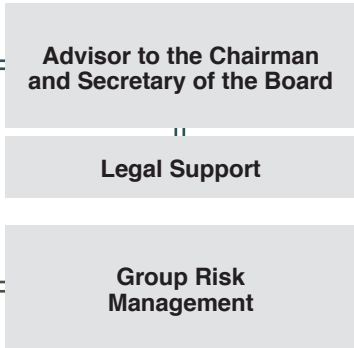 Advisor to the Chairman
and Secretary of the Board
Legal Support
Group Risk
Management